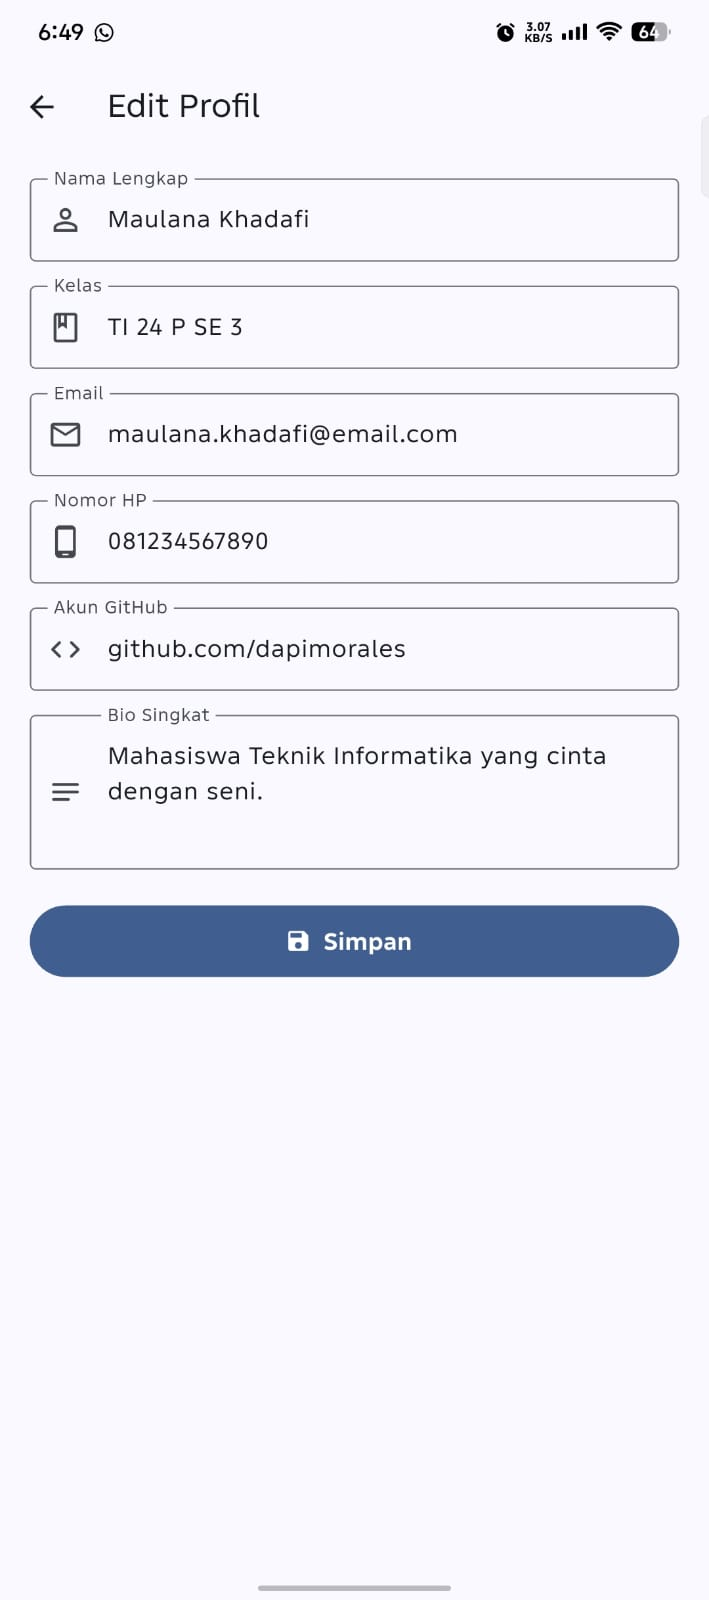 6:49
3.07
KB/S
64
Edit Profil
Nama Lengkap
Maulana Khadafi
Kelas
TI 24 P SE 3
Email
maulana.khadafi@email.com
Nomor HP
081234567890
Akun GitHub
github.com/dapimorales
Bio Singkat
Mahasiswa Teknik Informatika yang cinta
dengan seni.
Simpan